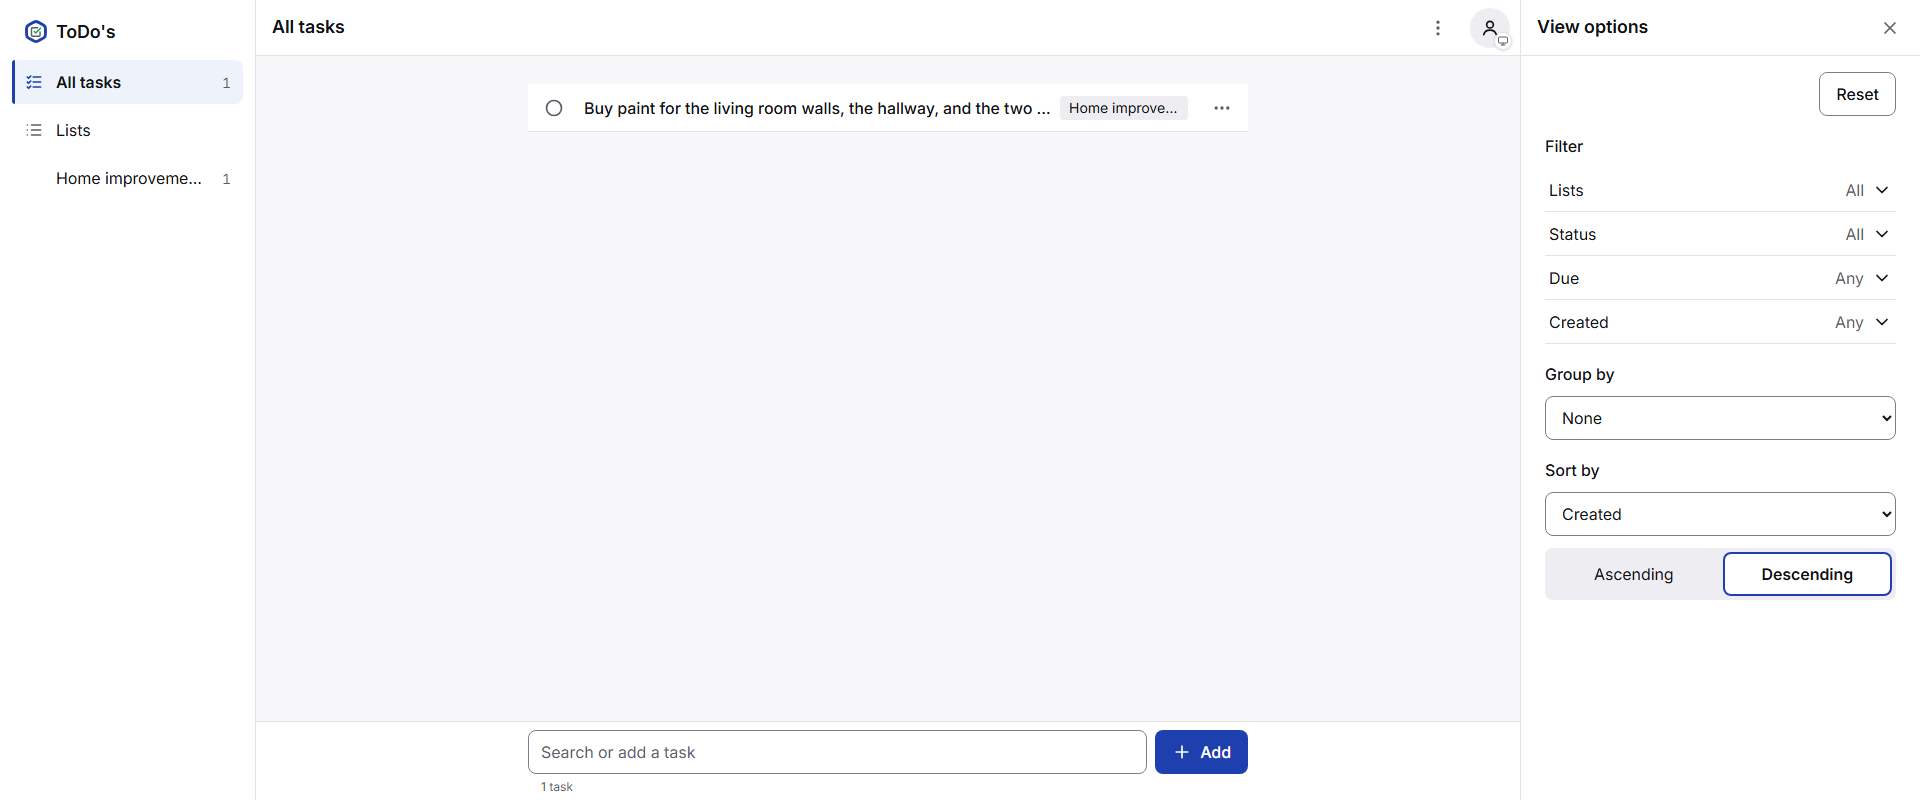 ToDo's
All tasks 1
Lists
Home improveme... 1
All tasks
Buy paint for the living room walls, the hallway, and the two ... Home improve...
Search or add a task
Add
1 task
View options
Reset
Filter
Lists All
Status All
Due Any
Created Any
Group by
None
Sort by
Created
Ascending Descending